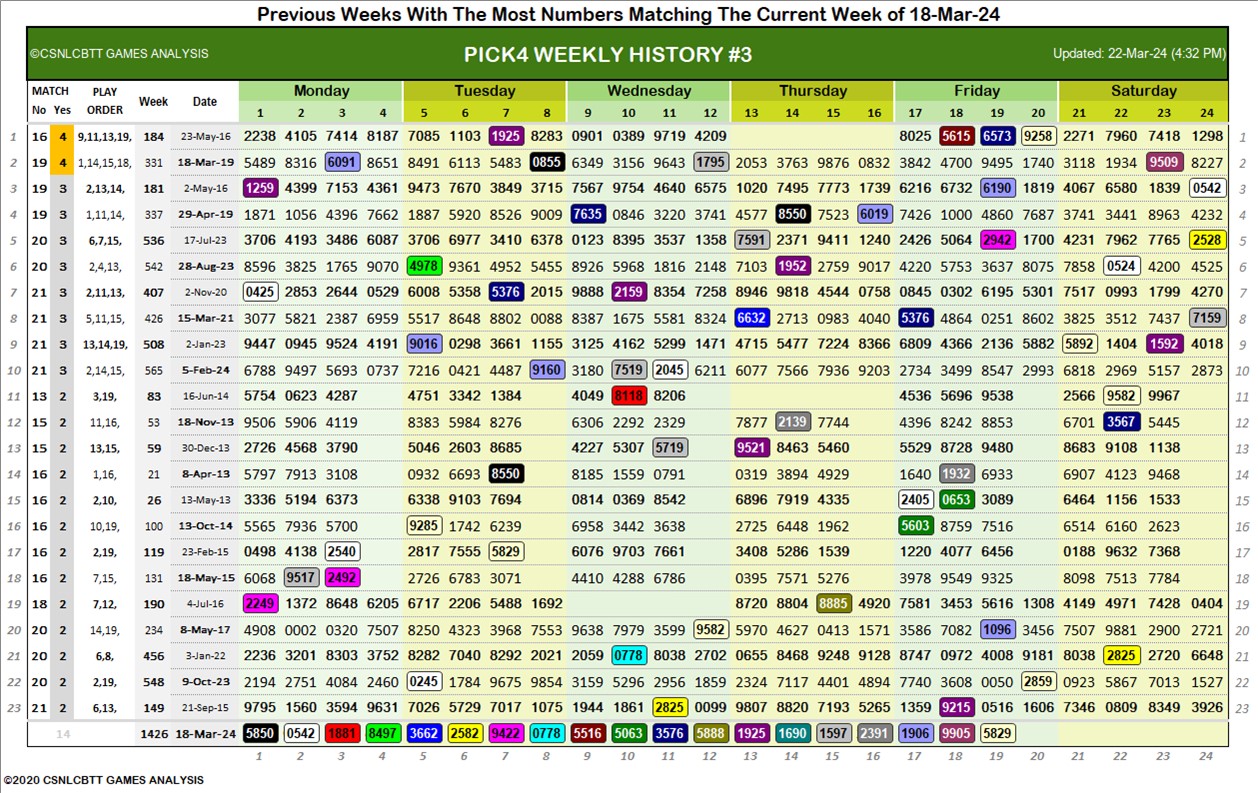 Previous Weeks With The Most Numbers Matching The Current Week of 18-Mar-24
©CSNLCBTT GAMES ANALYSIS PICK4 WEEKLY HISTORY #3 Updated: 22-Mar-24 (4:32 PM)
MATCH PLAY Week Date Monday Tuesday Wednesday Thursday Friday Saturday
No Yes ORDER 1 2 3 4 5 6 7 8 9 10 11 12 13 14 15 16 17 18 19 20 21 22 23 24
1 16 4 9,11,13,19, 184 23-May-16 2238 4105 7414 8187 7085 1103 1925 8283 0901 0389 9719 4209 8025 5615 6573 9258 2271 7960 7418 1298 1
2 19 4 1,14,15,18, 331 18-Mar-19 5489 8316 6091 8651 8491 6113 5483 0855 6349 3156 9643 1795 2053 3763 9876 0832 3842 4700 9495 1740 3118 1934 9509 8227 2
3 19 3 2,13,14, 181 2-May-16 1259 4399 7153 4361 9473 7670 3849 3715 7567 9754 4640 6575 1020 7495 7773 1739 6216 6732 6190 1819 4067 6580 1839 0542 3
4 19 3 1,11,14, 337 29-Apr-19 1871 1056 4396 7662 1887 5920 8526 9009 7635 0846 3220 3741 4577 8550 7523 6019 7426 1000 4860 7687 3741 3441 8963 4232 4
5 20 3 6,7,15, 536 17-Jul-23 3706 4192 3486 6087 3706 6977 3410 6378 0123 8395 3537 1358 7591 2371 9411 1240 2426 5064 2942 1700 4231 7962 7765 2528 5
6 20 3 2,4,13, 542 28-Aug-23 8596 3825 1765 9070 4978 9361 4952 5455 8926 5968 1816 2148 7103 1952 2759 9017 4220 5753 3637 8075 7858 0524 4200 4525 6
7 21 3 2,11,13, 407 2-Nov-20 0425 2853 2644 0529 6008 5358 5376 2015 9888 2159 8354 7258 8946 9818 4544 0758 0845 0302 6195 5301 7517 0993 1799 4270 7
8 21 3 5,11,15, 426 15-Mar-21 3077 5821 2387 6959 5517 8648 8802 0088 8387 1675 5581 8324 6632 2713 0983 4040 5376 4864 0251 8602 3825 3512 7437 7159 8
9 21 3 13,14,19, 508 2-Jan-23 9447 0945 9524 4191 9016 0298 3661 1155 3125 4162 5299 1471 4715 5477 7224 8366 6809 4366 2136 5882 5892 1404 1592 4018 9
10 21 3 2,14,15, 565 5-Feb-24 6788 9497 5693 0737 7216 0421 4487 9160 3180 7519 2045 6211 6077 7566 7936 9203 2734 3499 8547 2993 6818 2969 5157 2873 10
11 13 2 3,19, 83 16-Jun-14 5754 0623 4287 4751 3342 1384 4049 8118 8206 4536 5696 9538 2566 9582 9967 11
12 15 2 11,16, 53 18-Nov-13 9506 5906 4119 8383 5984 8276 6306 2292 2329 7877 2139 7744 4396 8242 8853 6701 3567 5445 12
13 15 2 13,15, 59 30-Dec-13 2726 4568 3790 5046 2603 8685 4227 5307 5719 9521 8463 5460 5529 8728 9480 8683 9108 1138 13
14 16 2 1,16, 21 8-Apr-13 5797 7913 3108 0932 6693 8550 8185 1559 0791 0319 3894 4929 1640 1932 6933 6907 4123 9468 14
15 16 2 2,10, 26 13-May-13 3336 5194 6373 6338 9103 7694 0814 0369 8542 6896 7919 4335 2405 0653 3089 6464 1156 1533 15
16 16 2 10,19, 100 13-Oct-14 5565 7936 5700 9285 1742 6239 6958 3442 3638 2725 6448 1962 5603 8759 7516 6514 6160 2623 16
17 16 2 2,19, 119 23-Feb-15 0498 4138 2540 2817 7555 5829 6076 9703 7661 3408 5286 1539 1220 4077 6456 0188 9632 7368 17
18 16 2 7,15, 131 18-May-15 6068 9517 2492 2726 6783 3071 4410 4288 6786 0395 7571 5276 3978 9549 9325 8098 7513 7784 18
19 18 2 7,12, 190 4-Jul-16 2249 1372 8648 6205 6717 2206 5488 1692 8720 8804 8885 4920 7581 3453 5616 1308 4149 4971 7428 0404 19
20 20 2 14,19, 234 8-May-17 4908 0002 0320 7507 8250 4323 3968 7553 9638 7979 3599 9582 5970 4627 0413 1571 3586 7082 1096 3456 7507 9881 2900 2721 20
21 20 2 6,8, 456 3-Jan-22 2236 3201 8303 3752 8282 7040 8292 2021 2059 0778 8038 2702 0655 8468 9248 9128 8747 0972 4008 9181 8038 2825 2720 6648 21
22 20 2 2,19, 548 9-Oct-23 2194 2751 4084 2460 0245 1784 9675 9854 3159 5296 2956 1859 2324 7117 4421 4894 7740 3608 0050 2859 0923 5867 7013 1527 22
23 21 2 6,13, 149 21-Sep-15 9795 1560 3594 9631 7026 5729 7017 1075 1944 1861 2825 0099 9807 8820 7193 5265 1359 9215 0516 1606 7346 0809 8349 3926 23
14 1426 18-Mar-24 5850 0542 1881 8497 3662 2582 9422 0778 5516 5063 3576 5888 1925 1690 1597 2391 1906 9905 5829
1 2 3 4 5 6 7 8 9 10 11 12 13 14 15 16 17 18 19 20 21 22 23 24
©2020 CSNLCBTT GAMES ANALYSIS